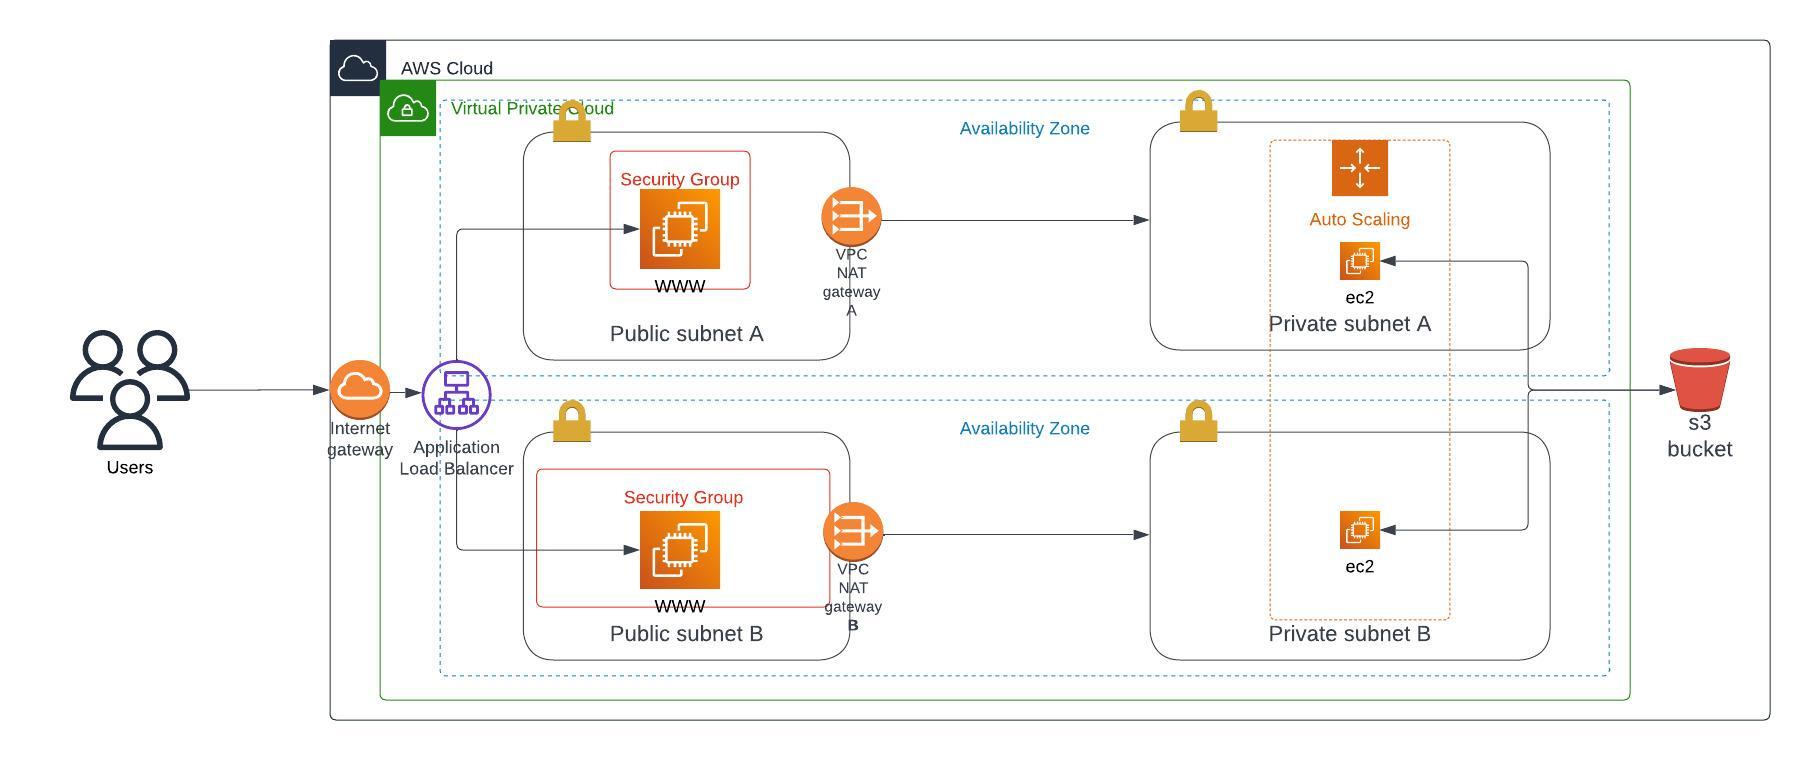 AWS Cloud
Virtual Private Cloud
Availability Zone
Security Group
WWW
Public subnet A
VPC
NAT
gateway
A
Auto Scaling
ec2
Private subnet A
Users
Internet
gateway
Application
Load Balancer
s3
bucket
Availability Zone
Security Group
WWW
Public subnet B
VPC
NAT
gateway
B
ec2
Private subnet B